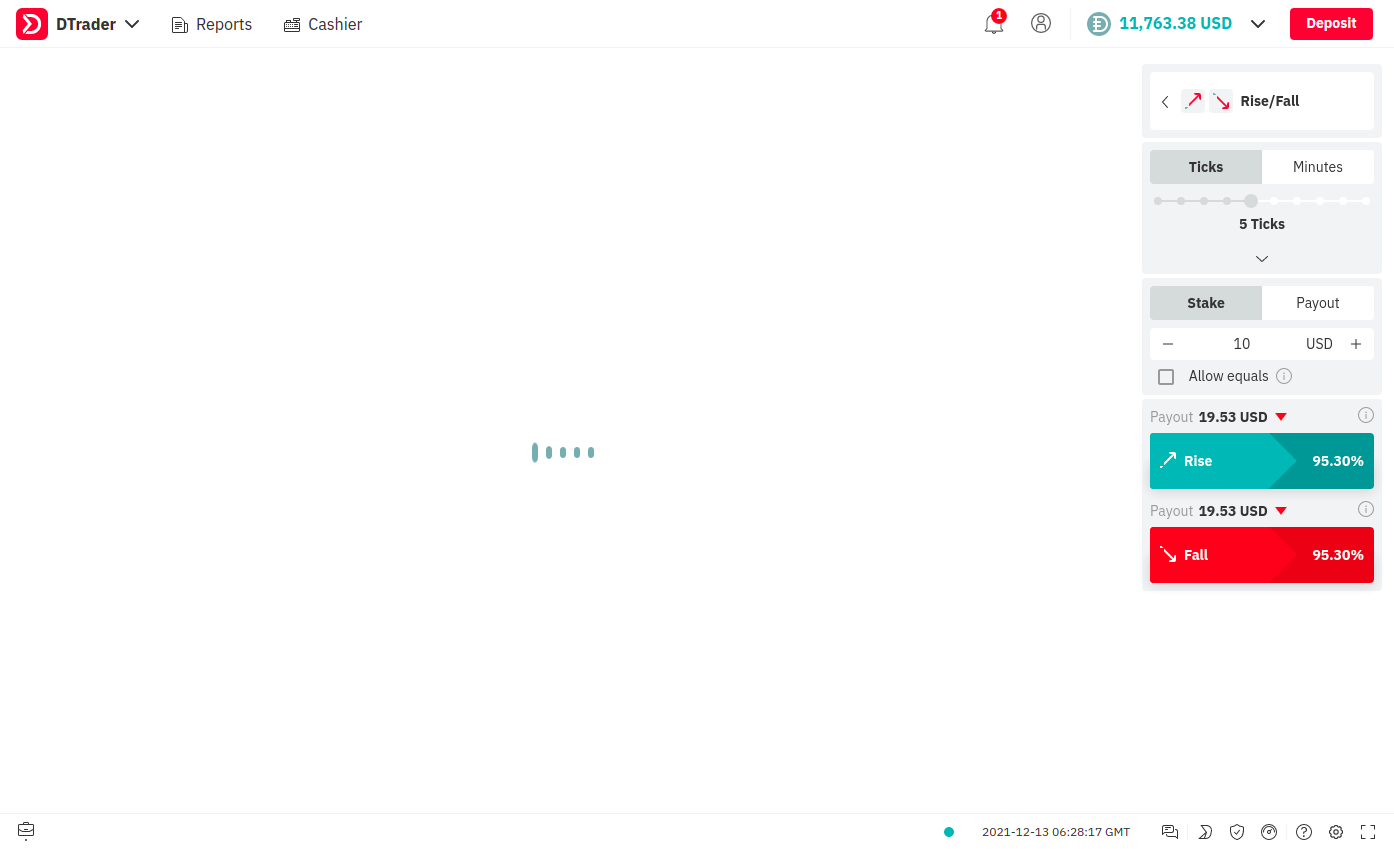 DTrader
Reports
Cashier
1
11,763.38 USD
Deposit
Rise/Fall
Ticks Minutes
5 Ticks
Stake Payout
10 USD
Allow equals
Payout 19.53 USD
Rise 95.30%
Payout 19.53 USD
Fall 95.30%
2021-12-13 06:28:17 GMT